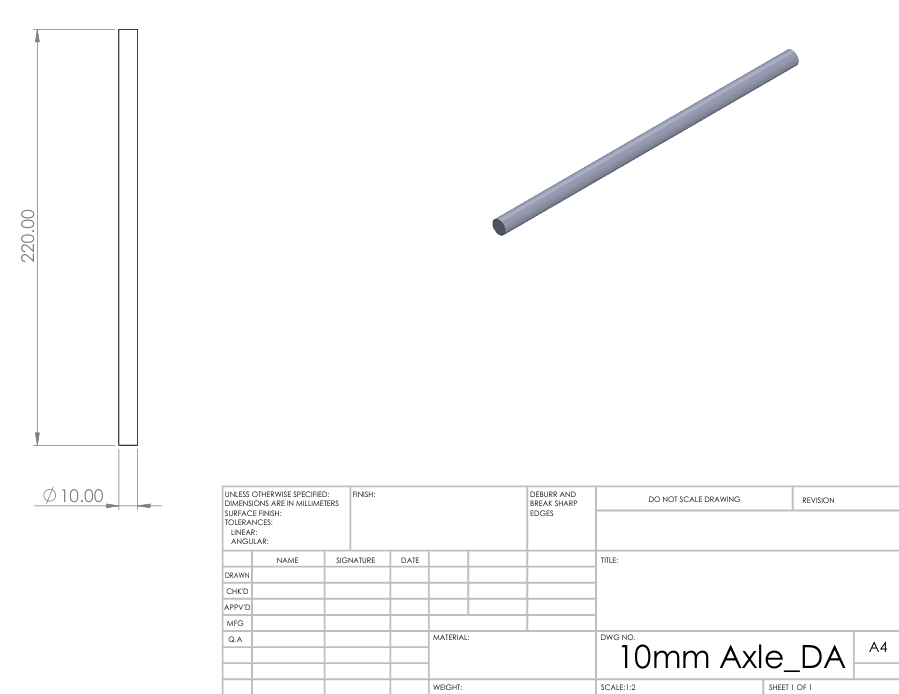 220.00
∅10.00
UNLESS OTHERWISE SPECIFIED:
DIMENSIONS ARE IN MILLIMETERS
SURFACE FINISH:
TOLERANCES:
LINEAR:
ANGULAR:
FINISH:
DEBURR AND
BREAK SHARP
EDGES
DO NOT SCALE DRAWING
REVISION
NAME
SIGNATURE
DATE
TITLE:
DRAWN
CHK'D
APPV'D
MFG
Q.A
MATERIAL:
DWG NO.
10mm Axle_DA
A4
WEIGHT:
SCALE:1:2
SHEET 1 OF 1